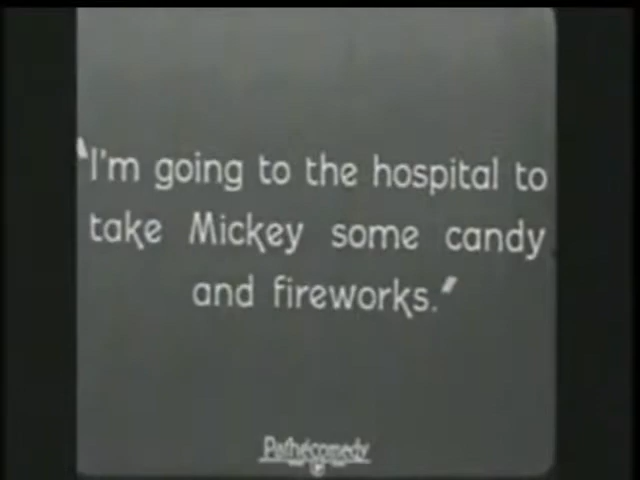 "I'm going to the hospital to
take Mickey some candy
and fireworks."
Pathécomedy